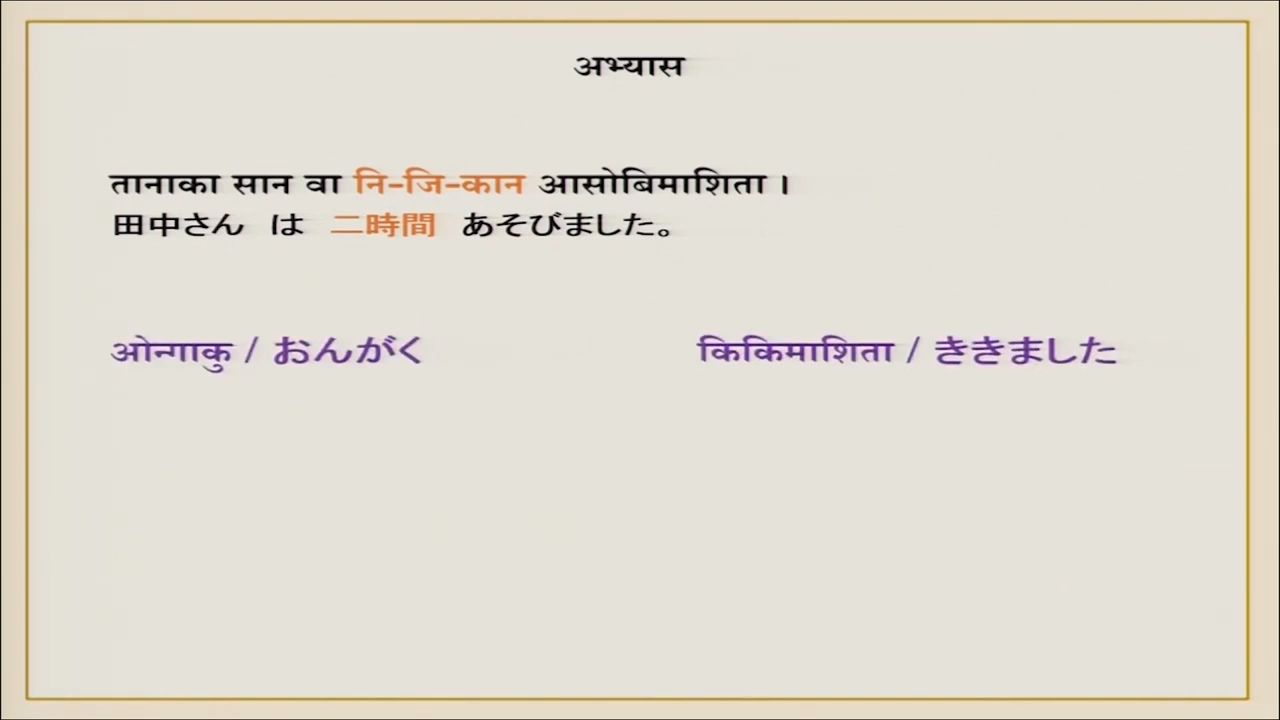 अभ्यास
तानाका सान वा नि-जि-कान आसोबिमाशिता ।
田中さん は 二時間 あそびました。
ओन्गाकु / おんがく
किकिमाशिता / ききました